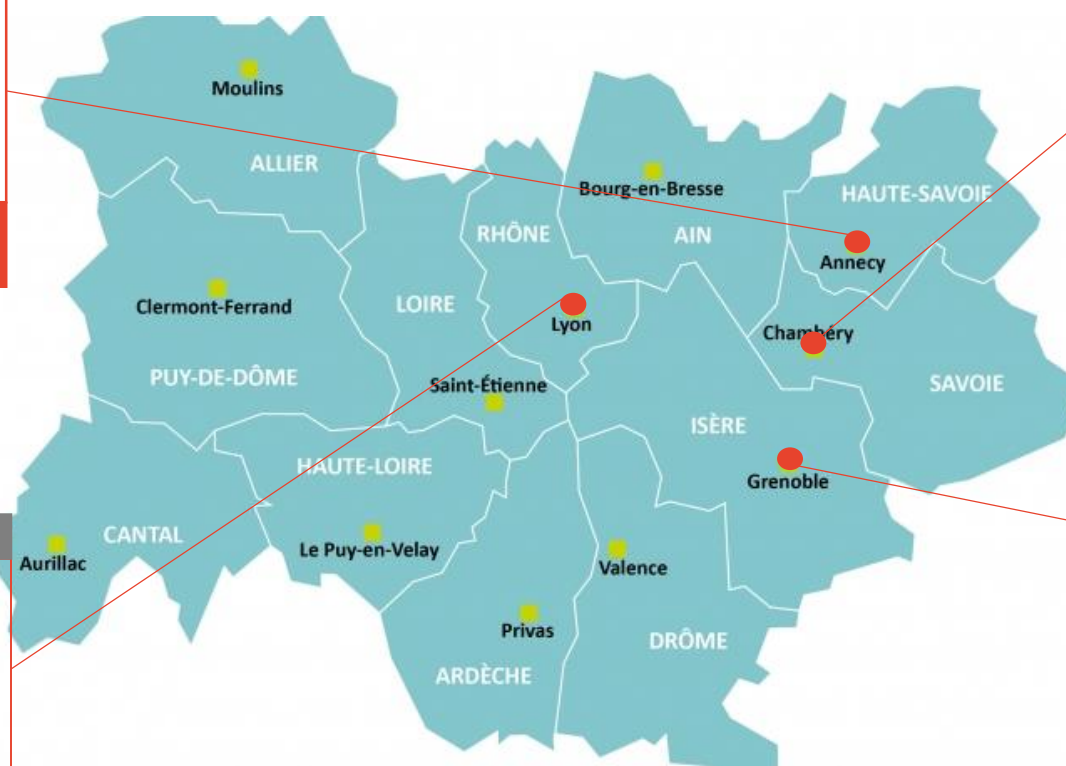 Moulins
ALLIER
Bourg-en-Bresse
HAUTE-SAVOIE
RHÔNE
AIN
Annecy
Clermont-Ferrand
LOIRE
Lyon
Chambéry
PUY-DE-DÔME
Saint-Étienne
SAVOIE
ISÈRE
HAUTE-LOIRE
Grenoble
CANTAL
Le Puy-en-Velay
Aurillac
Valence
Privas
DRÔME
ARDÈCHE